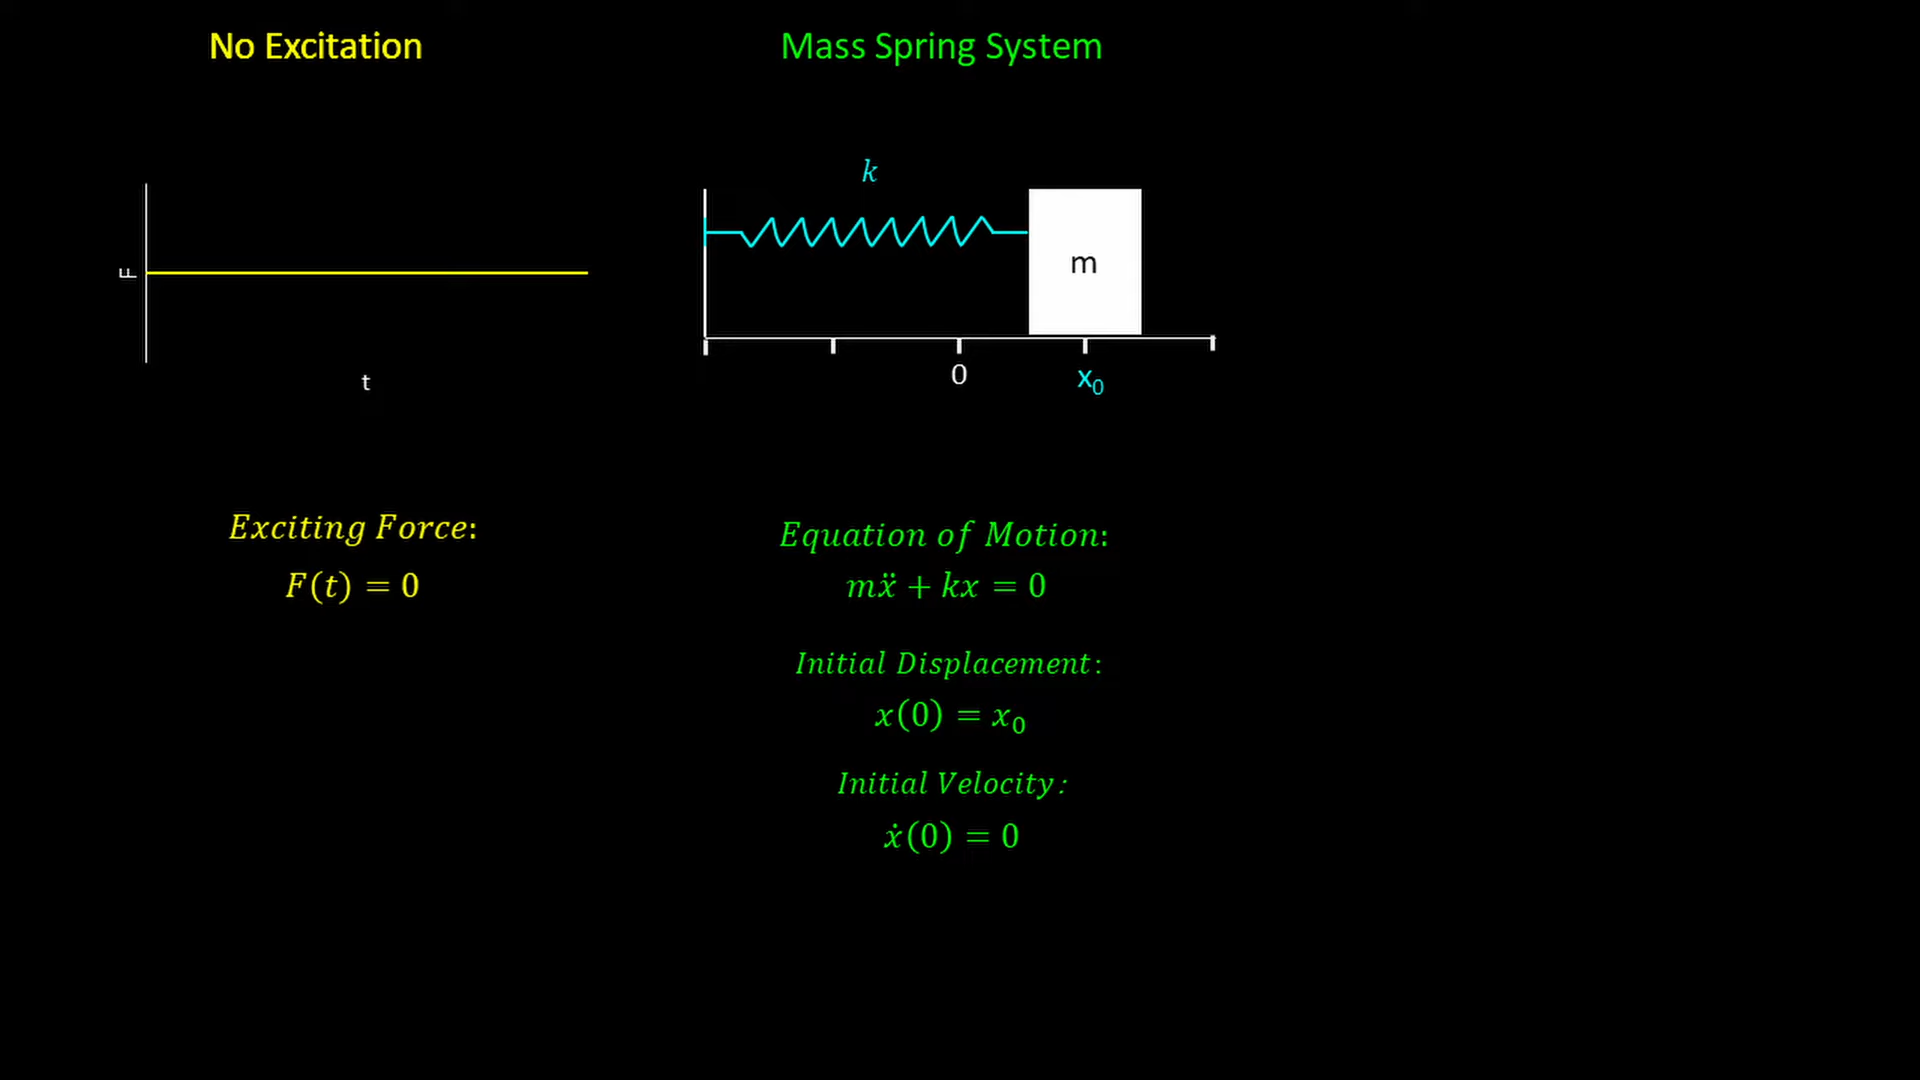 No Excitation
Mass Spring System
k
F
m
t
0
x₀
Exciting Force:
F(t) = 0
Equation of Motion:
mẍ + kx = 0
Initial Displacement:
x(0) = x₀
Initial Velocity:
ẋ(0) = 0